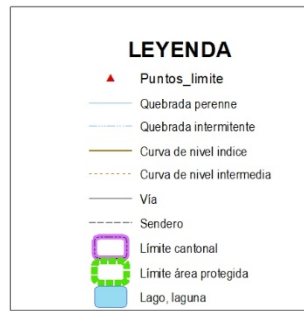 LEYENDA
Puntos_limite
Quebrada perenne
Quebrada intermitente
Curva de nivel indice
Curva de nivel intermedia
Vía
Sendero
Límite cantonal
Límite área protegida
Lago, laguna